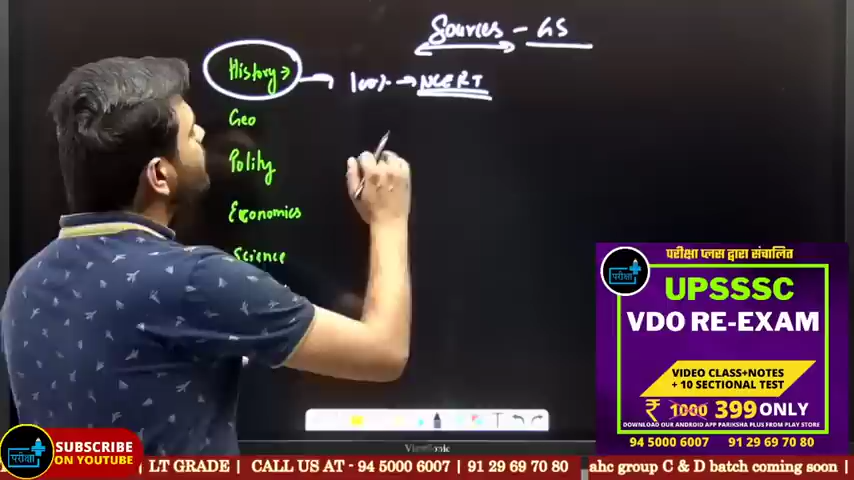 Sources - GS
History → 100% → NCERT
Geo
Polity
Economics
Science
परीक्षा प्लस द्वारा संचालित
परीक्षा
UPSSSC
VDO RE-EXAM
VIDEO CLASS+NOTES
+ 10 SECTIONAL TEST
₹ 1000 399 ONLY
DOWNLOAD OUR ANDROID APP PARIKSHA PLUS FROM PLAY STORE
94 5000 6007 91 29 69 70 80
T
ViewSonic
परीक्षा
SUBSCRIBE
ON YOUTUBE
LT GRADE | CALL US AT - 94 5000 6007 | 91 29 69 70 80 ahc group C & D batch coming soon |